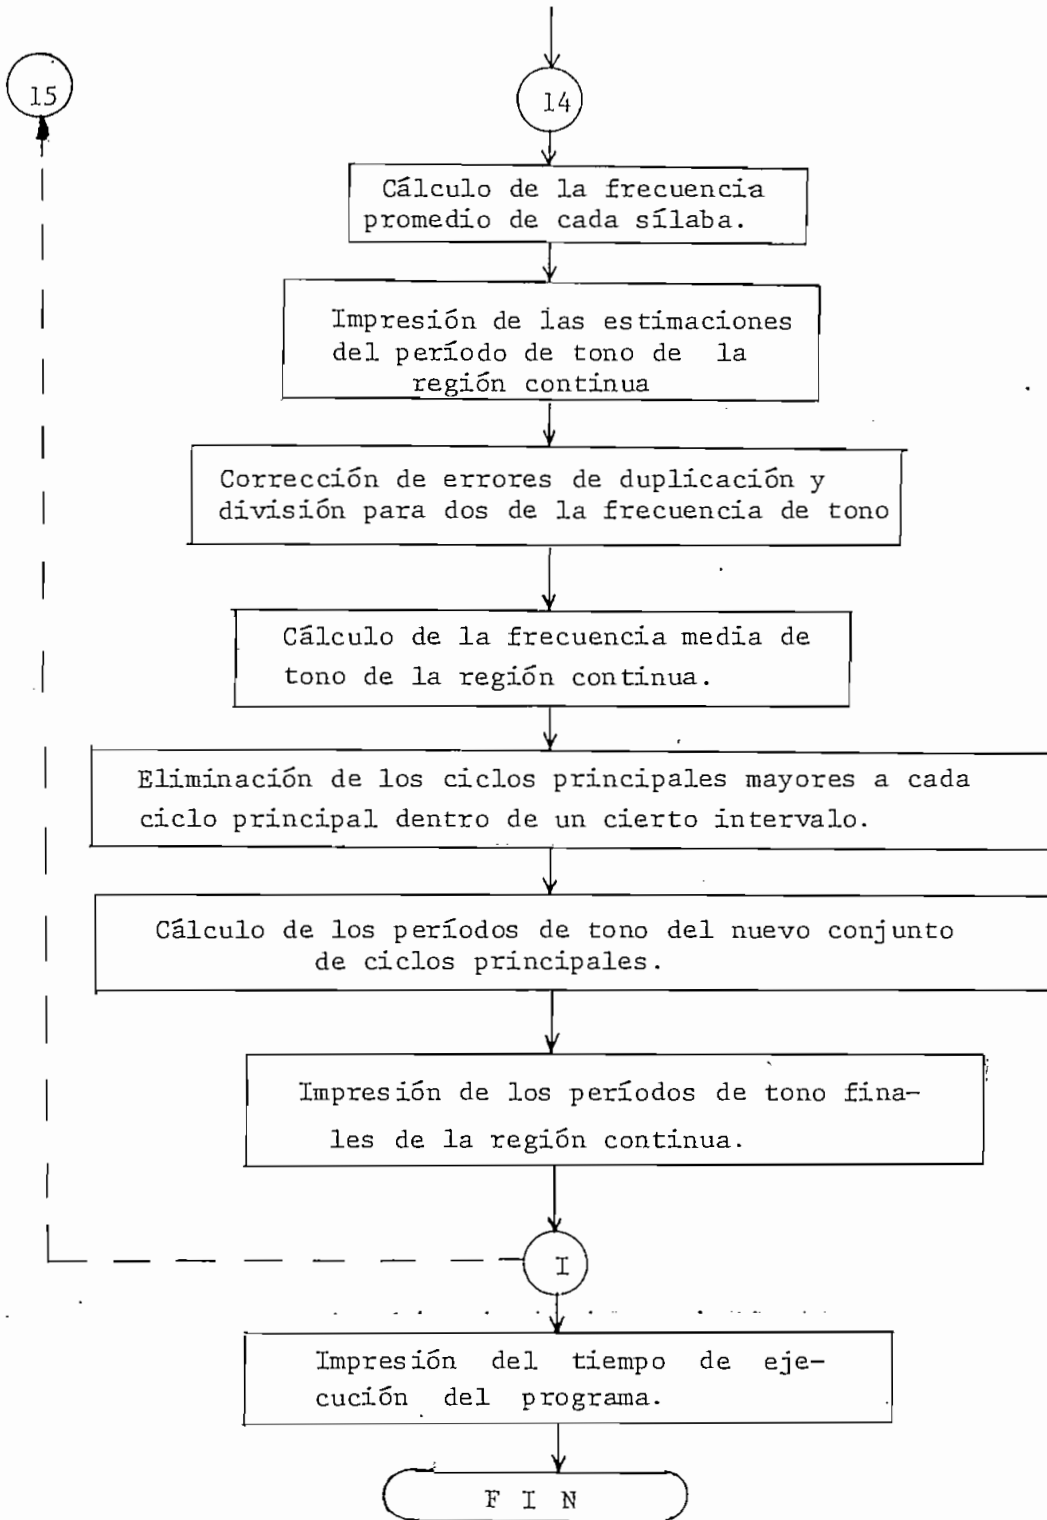 15
14
Cálculo de la frecuencia
promedio de cada sílaba.
Impresión de las estimaciones
del período de tono de la
región continua
Corrección de errores de duplicación y
división para dos de la frecuencia de tono
Cálculo de la frecuencia media de
tono de la región continua.
Eliminación de los ciclos principales mayores a cada
ciclo principal dentro de un cierto intervalo.
Cálculo de los períodos de tono del nuevo conjunto
de ciclos principales.
Impresión de los períodos de tono fina-
les de la región continua.
I
Impresión del tiempo de eje-
cución del programa.
F I N